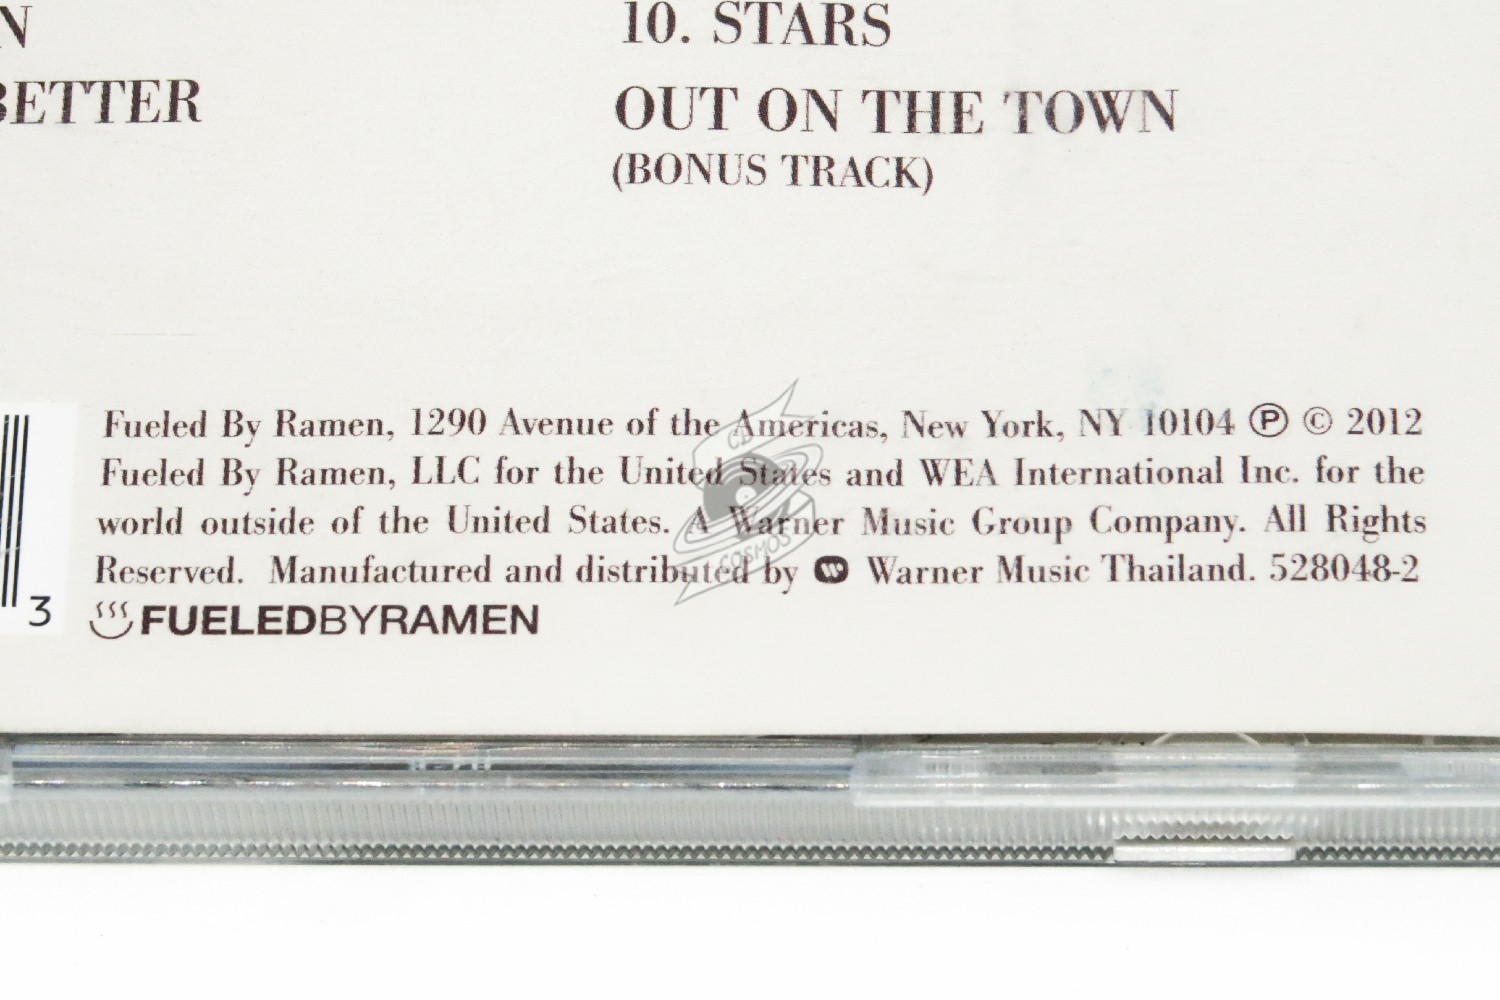 N
10. STARS
BETTER
OUT ON THE TOWN
(BONUS TRACK)
Fueled By Ramen, 1290 Avenue of the Americas, New York, NY 10104 ℗ © 2012
Fueled By Ramen, LLC for the United States and WEA International Inc. for the
world outside of the United States. A Warner Music Group Company. All Rights
Reserved. Manufactured and distributed by W Warner Music Thailand. 528048-2
3
FUELEDBYRAMEN
CD
COSMOS